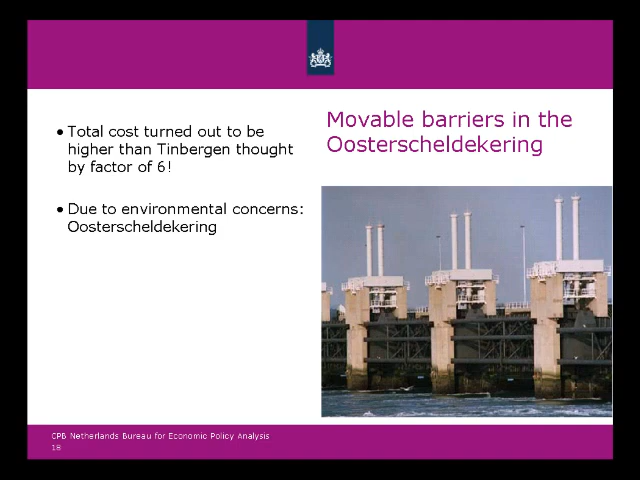 Movable barriers in the
Oosterscheldekering
• Total cost turned out to be
higher than Tinbergen thought
by factor of 6!
• Due to environmental concerns:
Oosterscheldekering
CPB Netherlands Bureau for Economic Policy Analysis
18